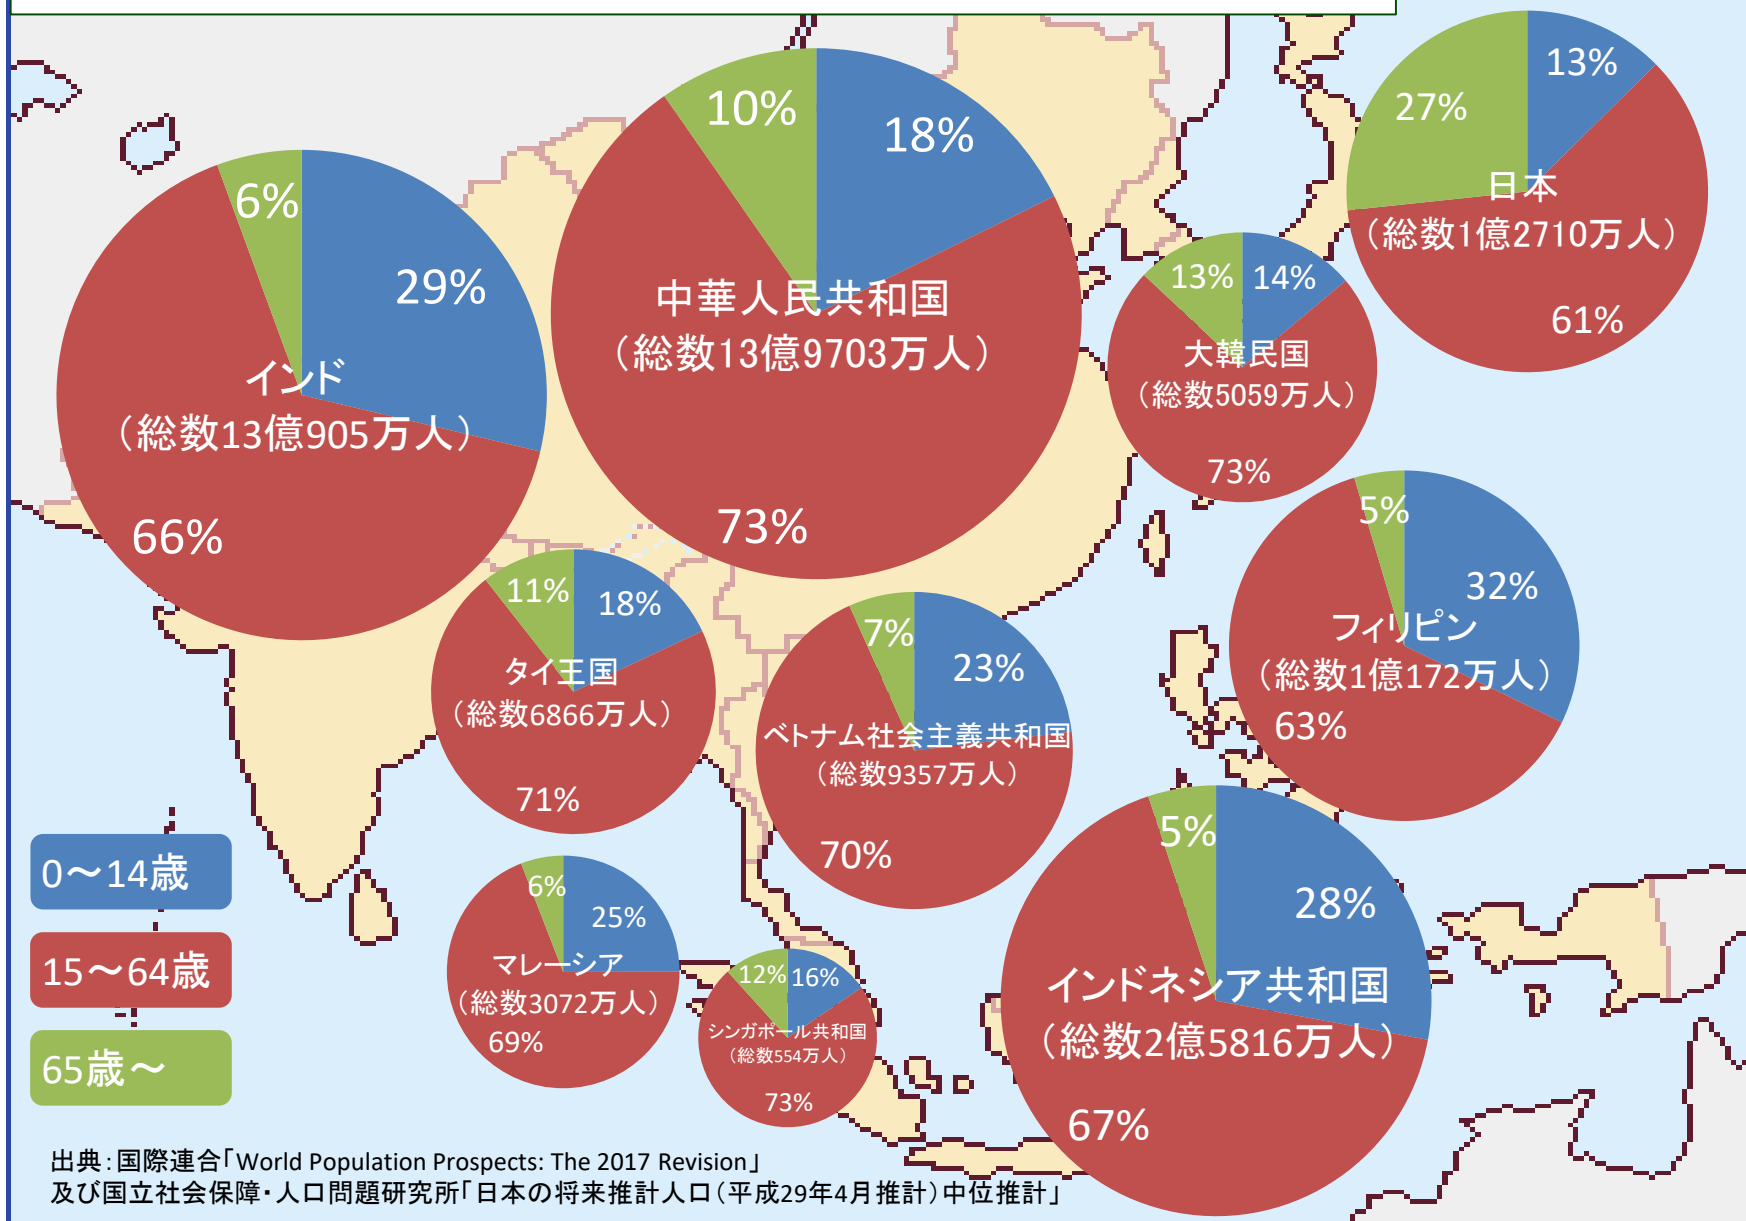 13%
27%
日本
（総数1億2710万人）
61%
10%
18%
中華人民共和国
（総数13億9703万人）
73%
6%
29%
インド
（総数13億905万人）
66%
13%
14%
大韓民国
（総数5059万人）
73%
5%
32%
フィリピン
（総数1億172万人）
63%
11%
18%
タイ王国
（総数6866万人）
71%
7%
23%
ベトナム社会主義共和国
（総数9357万人）
70%
5%
28%
インドネシア共和国
（総数2億5816万人）
67%
6%
25%
マレーシア
（総数3072万人）
69%
12%
16%
シンガポール共和国
（総数554万人）
73%
0～14歳
15～64歳
65歳～
出典：国際連合「World Population Prospects: The 2017 Revision」
及び国立社会保障・人口問題研究所「日本の将来推計人口（平成29年4月推計）中位推計」